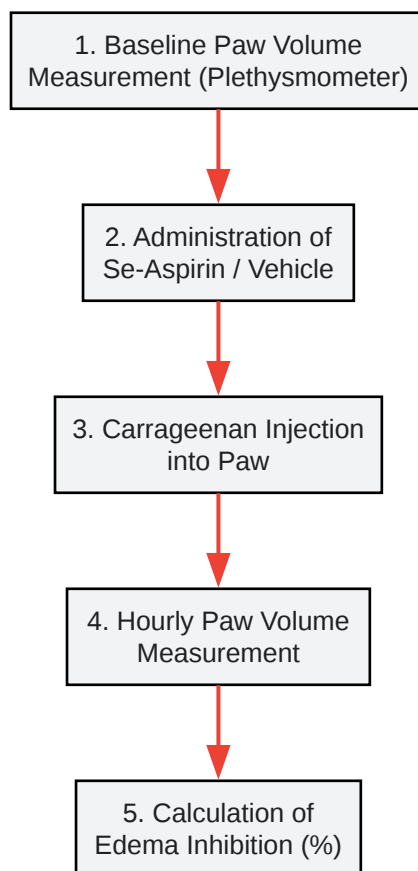 1. Baseline Paw Volume
Measurement (Plethysmometer)
2. Administration of
Se-Aspirin / Vehicle
3. Carrageenan Injection
into Paw
4. Hourly Paw Volume
Measurement
5. Calculation of
Edema Inhibition (%)